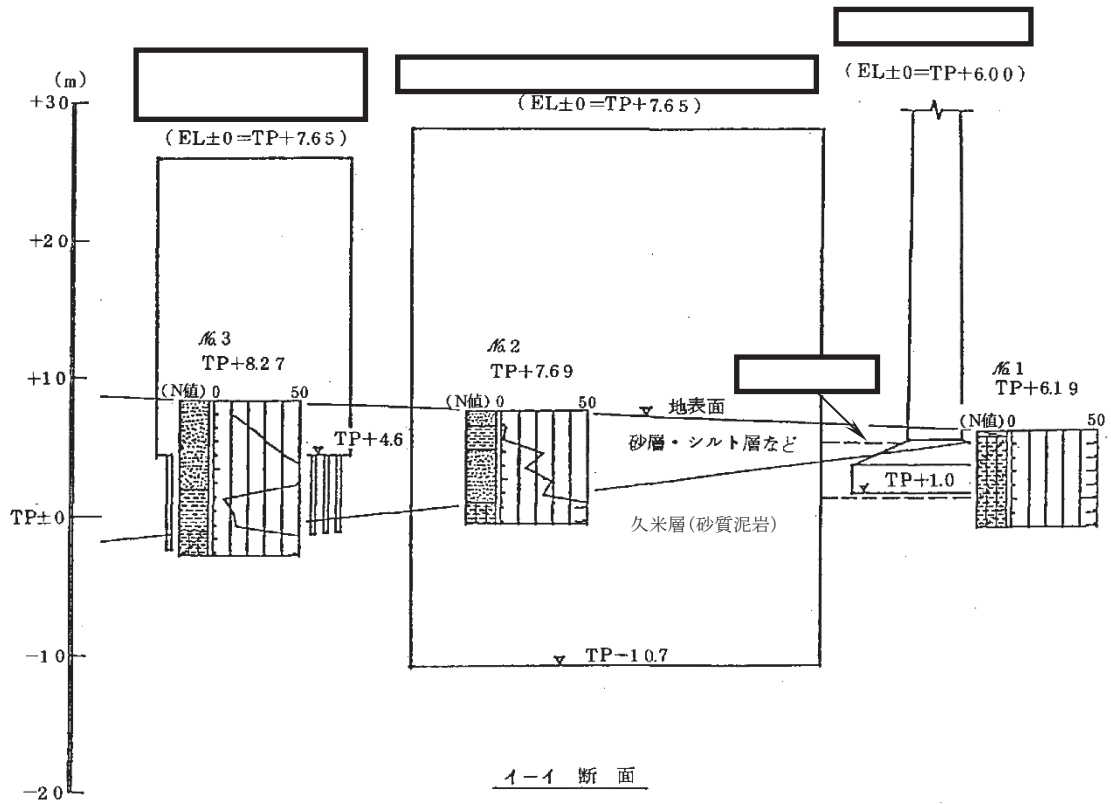 (EL±0=TP+6.00)
(EL±0=TP+7.65)
(EL±0=TP+7.65)
(m)
+30
+20
+10
TP±0
-10
-20
№3
TP+8.27
(N値) 0 50
TP+4.6
№2
TP+7.69
(N値) 0 50
地表面
砂層・シルト層など
久米層(砂質泥岩)
TP-10.7
№1
TP+6.19
(N値) 0 50
TP+1.0
イ-イ 断面